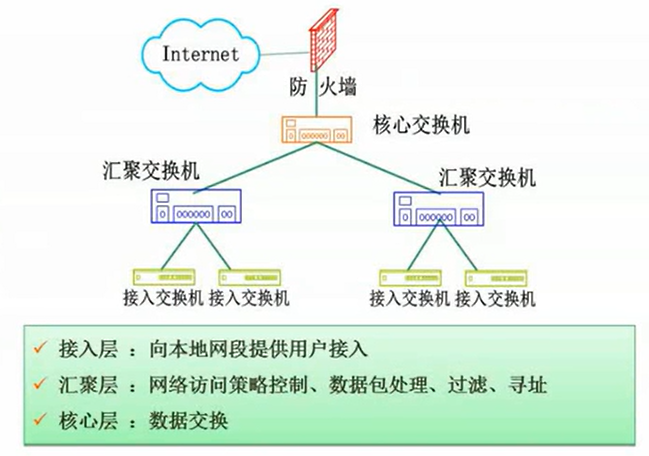 Internet
防 火墙
核心交换机
汇聚交换机
汇聚交换机
接入交换机 接入交换机 接入交换机 接入交换机
✓ 接入层 ：向本地网段提供用户接入
✓ 汇聚层 ：网络访问策略控制、数据包处理、过滤、寻址
✓ 核心层 ：数据交换